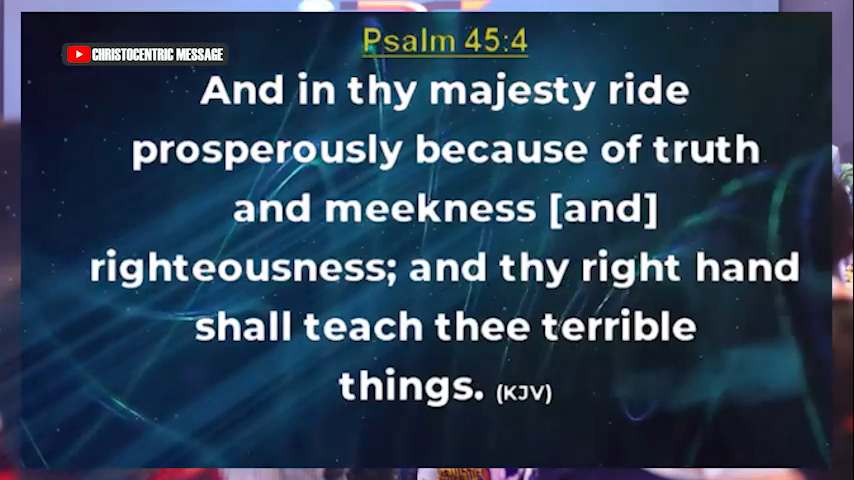 Psalm 45:4
CHRISTOCENTRIC MESSAGE
And in thy majesty ride
prosperously because of truth
and meekness [and]
righteousness; and thy right hand
shall teach thee terrible
things. (KJV)